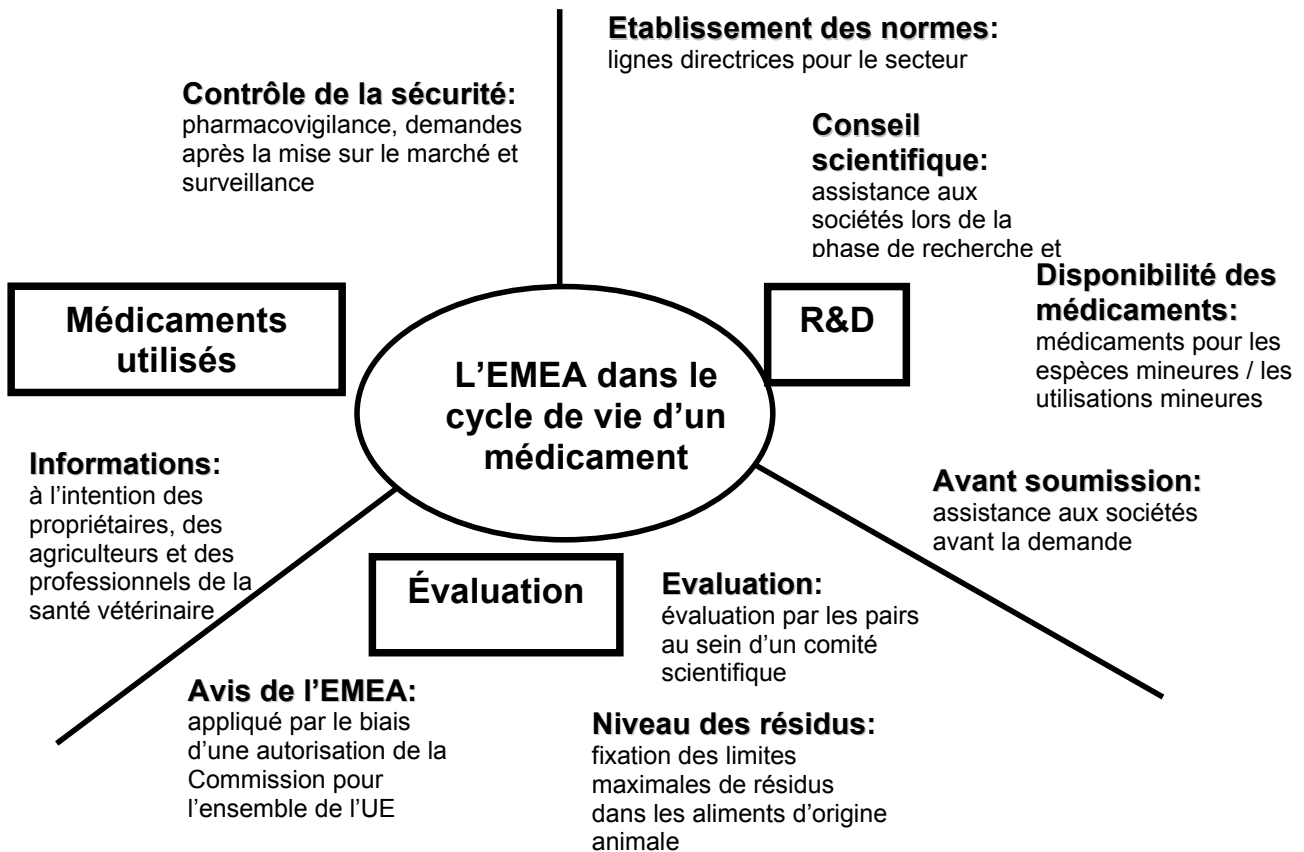 Etablissement des normes:
lignes directrices pour le secteur
Contrôle de la sécurité:
pharmacovigilance, demandes
après la mise sur le marché et
surveillance
Conseil
scientifique:
assistance aux
sociétés lors de la
phase de recherche et
Disponibilité des
médicaments:
médicaments pour les
espèces mineures / les
utilisations mineures
Médicaments
utilisés
R&D
L'EMEA dans le
cycle de vie d'un
médicament
Informations:
à l'intention des
propriétaires, des
agriculteurs et des
professionnels de la
santé vétérinaire
Avant soumission:
assistance aux sociétés
avant la demande
Évaluation
Evaluation:
évaluation par les pairs
au sein d'un comité
scientifique
Avis de l'EMEA:
appliqué par le biais
d'une autorisation de la
Commission pour
l'ensemble de l'UE
Niveau des résidus:
fixation des limites
maximales de résidus
dans les aliments d'origine
animale